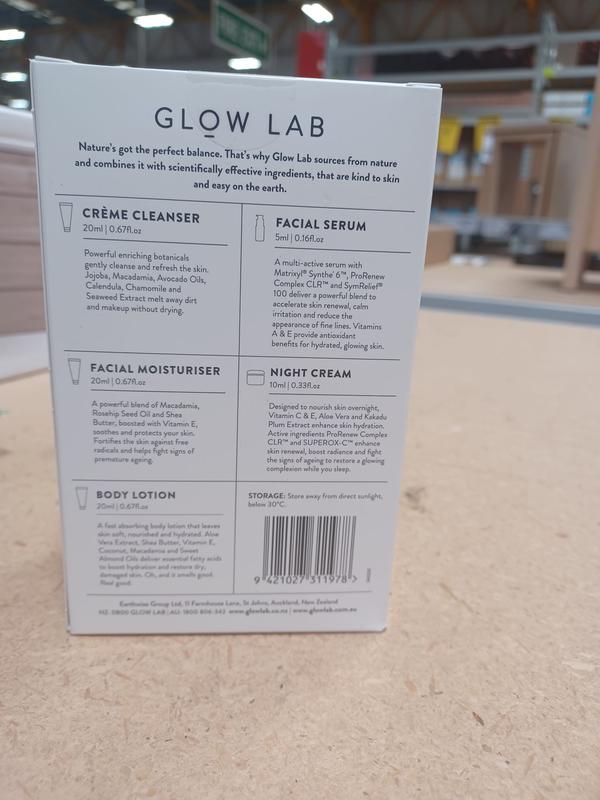 GLOW LAB
Nature's got the perfect balance. That's why Glow Lab sources from nature
and combines it with scientifically effective ingredients, that are kind to skin
and easy on the earth.
CRÈME CLEANSER
20ml | 0.67fl.oz
Powerful enriching botanicals
gently cleanse and refresh the skin.
Jojoba, Macadamia, Avocado Oils,
Calendula, Chamomile and
Seaweed Extract melt away dirt
and makeup without drying.
FACIAL SERUM
5ml | 0.16fl.oz
A multi-active serum with
Matrixyl® Synthe' 6™, ProRenew
Complex CLR™ and SymRelief®
100 deliver a powerful blend to
accelerate skin renewal, calm
irritation and reduce the
appearance of fine lines. Vitamins
A & E provide antioxidant
benefits for hydrated, glowing skin.
FACIAL MOISTURISER
20ml | 0.67fl.oz
A powerful blend of Macadamia,
Rosehip Seed Oil and Shea
Butter, boosted with Vitamin E,
soothes and protects your skin.
Fortifies the skin against free
radicals and helps fight signs of
premature ageing.
NIGHT CREAM
10ml | 0.33fl.oz
Designed to nourish skin overnight,
Vitamin C & E, Aloe Vera and Kakadu
Plum Extract enhance skin hydration.
Active ingredients ProRenew Complex
CLR™ and SUPEROX-C™ enhance
skin renewal, boost radiance and fight
the signs of ageing to restore a glowing
complexion while you sleep.
BODY LOTION
20ml | 0.67fl.oz
A fast absorbing body lotion that leaves
skin soft, nourished and hydrated. Aloe
Vera Extract, Shea Butter, Vitamin E,
Coconut, Macadamia and Sweet
Almond Oils deliver essential fatty acids
to boost hydration and restore dry,
damaged skin. Oh, and it smells good.
Real good.
STORAGE: Store away from direct sunlight,
below 30°C.
9 421027 311978 >
Earthwise Group Ltd, 11 Farmhouse Lane, St Johns, Auckland, New Zealand
NZ: 0800 GLOW LAB | AU: 1800 806 342 www.glowlab.co.nz | www.glowlab.com.au